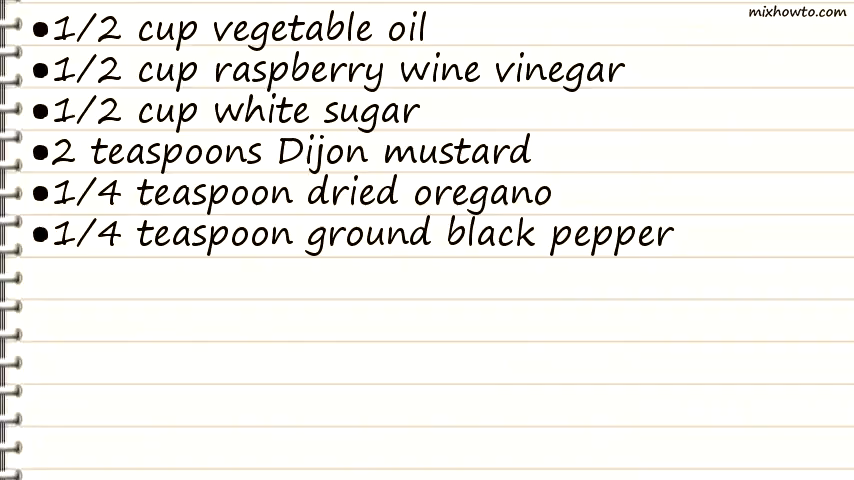 mixhowto.com
•1/2 cup vegetable oil
•1/2 cup raspberry wine vinegar
•1/2 cup white sugar
•2 teaspoons Dijon mustard
•1/4 teaspoon dried oregano
•1/4 teaspoon ground black pepper